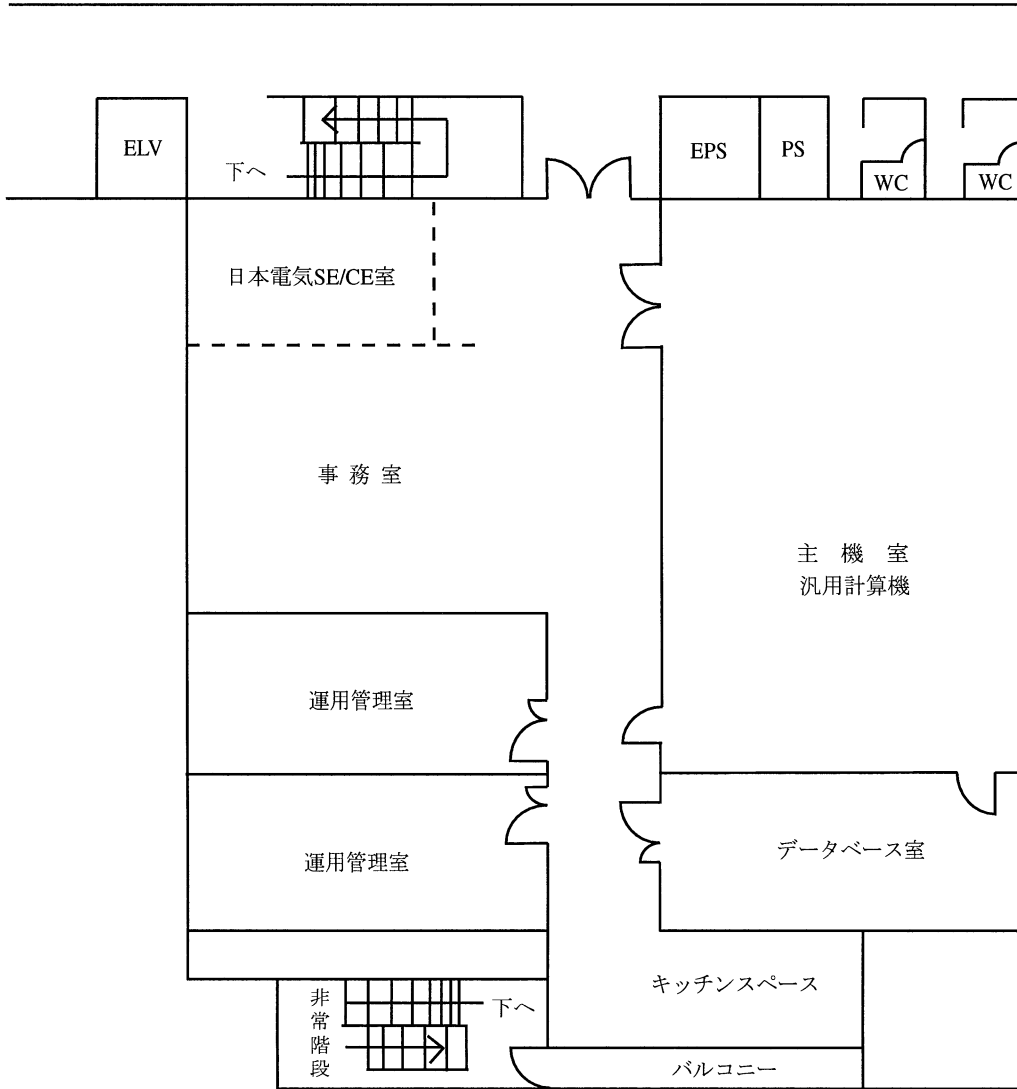 ELV
下へ
EPS
PS
WC
WC
日本電気SE/CE室
事務室
主機室
汎用計算機
運用管理室
運用管理室
データベース室
キッチンスペース
非常階段
下へ
バルコニー